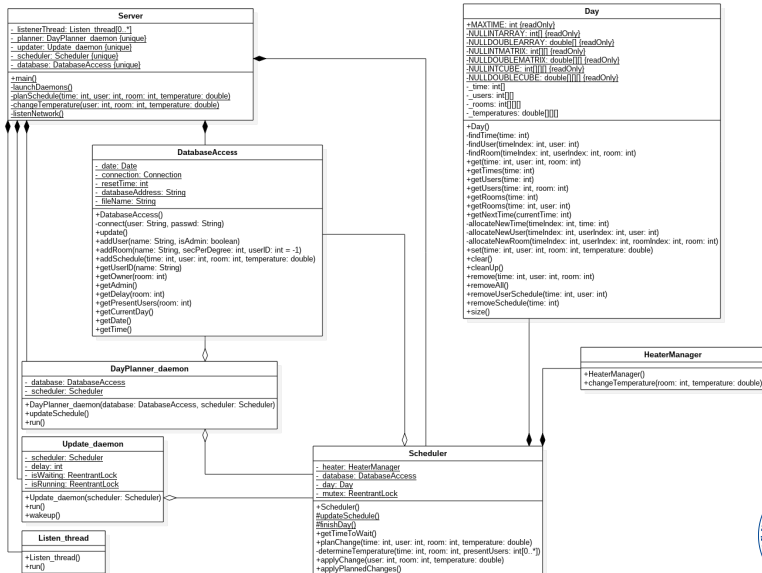 Server
- listenerThread: Listen_thread[0..*]
- planner: DayPlanner_daemon {unique}
- updater: Update_daemon {unique}
- scheduler: Scheduler {unique}
- database: DatabaseAccess {unique}
+main()
-launchDaemons()
-planSchedule(time: int, user: int, room: int, temperature: double)
-changeTemperature(user: int, room: int, temperature: double)
-listenNetwork()
DatabaseAccess
- date: Date
- connection: Connection
- resetTime: int
- databaseAddress: String
- fileName: String
+DatabaseAccess()
-connect(user: String, passwd: String)
+update()
+addUser(name: String, isAdmin: boolean)
+addRoom(name: String, secPerDegree: int, userID: int = -1)
+addSchedule(time: int, user: int, room: int, temperature: double)
+getUserID(name: String)
+getOwner(room: int)
+getAdmin()
+getDelay(room: int)
+getPresentUsers(room: int)
+getCurrentDay()
+getDate()
+getTime()
DayPlanner_daemon
- database: DatabaseAccess
- scheduler: Scheduler
+DayPlanner_daemon(database: DatabaseAccess, scheduler: Scheduler)
+updateSchedule()
+run()
Update_daemon
- scheduler: Scheduler
- delay: int
- isWaiting: ReentrantLock
- isRunning: ReentrantLock
+Update_daemon(scheduler: Scheduler)
+run()
+wakeup()
Listen_thread
+Listen_thread()
+run()
Day
+MAXTIME: int {readOnly}
-NULLINTARRAY: int[] {readOnly}
-NULLDOUBLEARRAY: double[] {readOnly}
-NULLINTMATRIX: int[][] {readOnly}
-NULLDOUBLEMATRIX: double[][] {readOnly}
-NULLINTCUBE: int[][][] {readOnly}
-NULLDOUBLECUBE: double[][][] {readOnly}
-_time: int[]
-_users: int[][]
-_rooms: int[][][]
-_temperatures: double[][][]
+Day()
-findTime(time: int)
-findUser(timeIndex: int, user: int)
-findRoom(timeIndex: int, userIndex: int, room: int)
+get(time: int, user: int, room: int)
+getTimes(time: int)
+getUsers(time: int)
+getUsers(time: int, room: int)
+getRooms(time: int)
+getRooms(time: int, user: int)
+getNextTime(currentTime: int)
-allocateNewTime(timeIndex: int, time: int)
-allocateNewUser(timeIndex: int, userIndex: int, user: int)
-allocateNewRoom(timeIndex: int, userIndex: int, roomIndex: int, room: int)
+set(time: int, user: int, room: int, temperature: double)
+clear()
+cleanUp()
+remove(time: int, user: int, room: int)
+removeAll()
+removeUserSchedule(time: int, user: int)
+removeSchedule(time: int)
+size()
HeaterManager
+HeaterManager()
+changeTemperature(room: int, temperature: double)
Scheduler
- heater: HeaterManager
- database: DatabaseAccess
- day: Day
- mutex: ReentrantLock
+Scheduler()
#updateSchedule()
#finishDay()
+getTimeToWait()
+planChange(time: int, user: int, room: int, temperature: double)
-determineTemperature(time: int, room: int, presentUsers: int[0..*])
+applyChange(user: int, room: int, temperature: double)
+applyPlannedChanges()